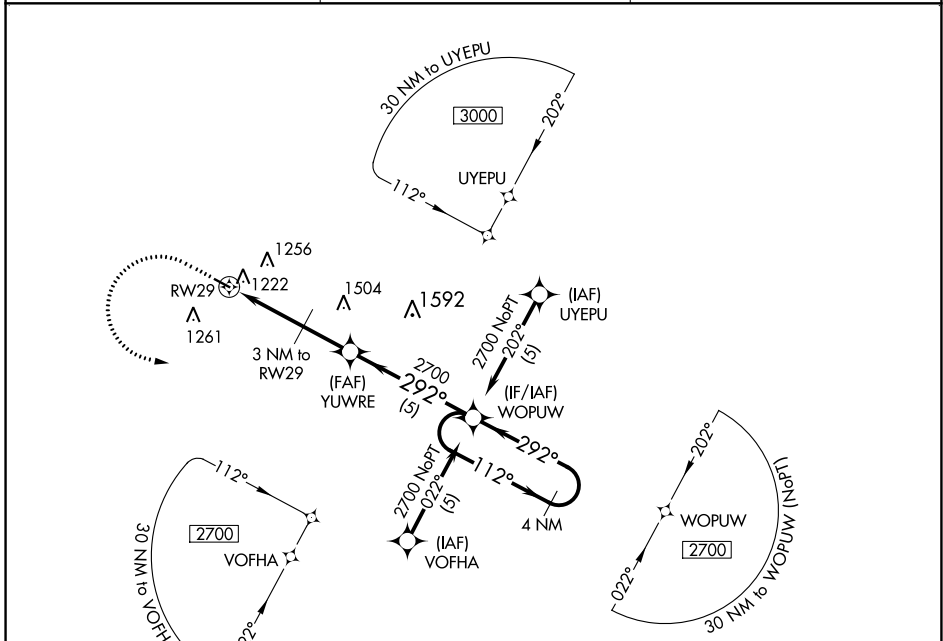 30 NM to UYEPU
3000
202°
UYEPU
112°
1256
1222
RW29
1504
1592
1261
3 NM to
RW29
(IAF)
UYEPU
2700 NoPT
202°
(5)
(FAF)
YUWRE
2700
292°
(5)
(IF/IAF)
WOPUW
292°
112°
4 NM
2700 NoPT
022°
(5)
(IAF)
VOFHA
112°
2700
VOFHA
30 NM to VOFH
202°
WOPUW
2700
022°
30 NM to WOPUW (NoPT)